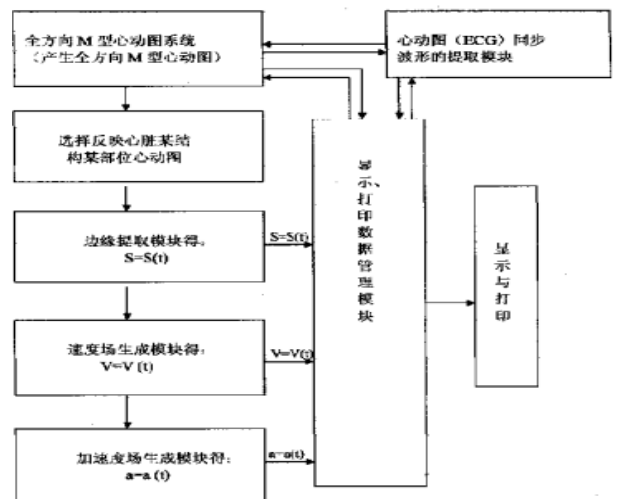 全方向 M 型心动图系统
（产生全方向 M 型心动图）
心动图（ECG）同步
波形的提取模块
选择反映心脏某结
构某部位心动图
边缘提取模块得：
S=S(t)
S=S(t)
速度场生成模块得：
V=V (t)
V=V(t)
加速度场生成模块得：
a=a (t)
a=a(t)
显示、打印数据管理模块
显示与打印